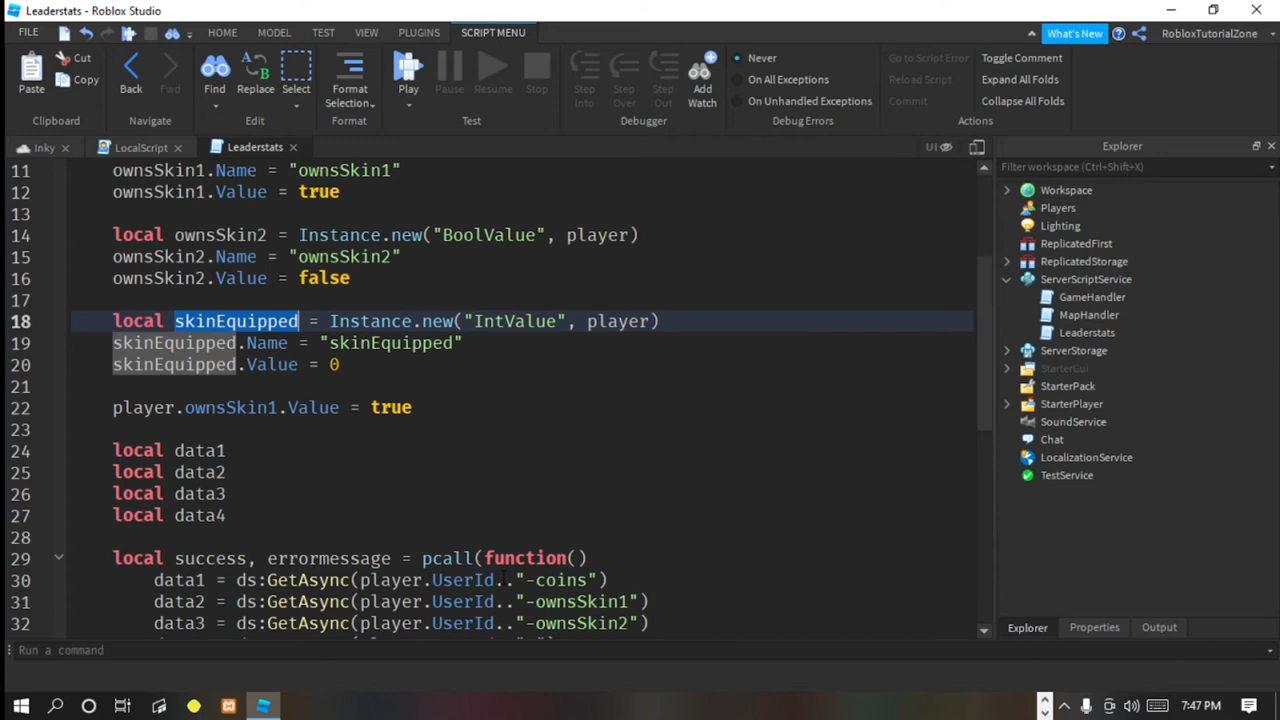 Leaderstats - Roblox Studio
FILE HOME MODEL TEST VIEW PLUGINS SCRIPT MENU What's New RobloxTutorialZone
Paste Cut Copy Back Fwd Find Replace Select Format Selection... Play Pause Resume Stop Step Into Step Over Step Out Add Watch
Never Go to Script Error Toggle Comment
On All Exceptions Reload Script Expand All Folds
On Unhandled Exceptions Commit Collapse All Folds
Clipboard Navigate Edit Format Test Debugger Debug Errors Actions
Inky LocalScript Leaderstats UI Explorer
Filter workspace (Ctrl+Shift+X)
11 ownsSkin1.Name = "ownsSkin1"
12 ownsSkin1.Value = true
13
14 local ownsSkin2 = Instance.new("BoolValue", player)
15 ownsSkin2.Name = "ownsSkin2"
16 ownsSkin2.Value = false
17
18 local skinEquipped = Instance.new("IntValue", player)
19 skinEquipped.Name = "skinEquipped"
20 skinEquipped.Value = 0
21
22 player.ownsSkin1.Value = true
23
24 local data1
25 local data2
26 local data3
27 local data4
28
29 local success, errormessage = pcall(function()
30 data1 = ds:GetAsync(player.UserId.."-coins")
31 data2 = ds:GetAsync(player.UserId.."-ownsSkin1")
32 data3 = ds:GetAsync(player.UserId.."-ownsSkin2")
Workspace
Players
Lighting
ReplicatedFirst
ReplicatedStorage
ServerScriptService
GameHandler
MapHandler
Leaderstats
ServerStorage
StarterGui
StarterPack
StarterPlayer
SoundService
Chat
LocalizationService
TestService
Explorer Properties Output
Run a command
7:47 PM